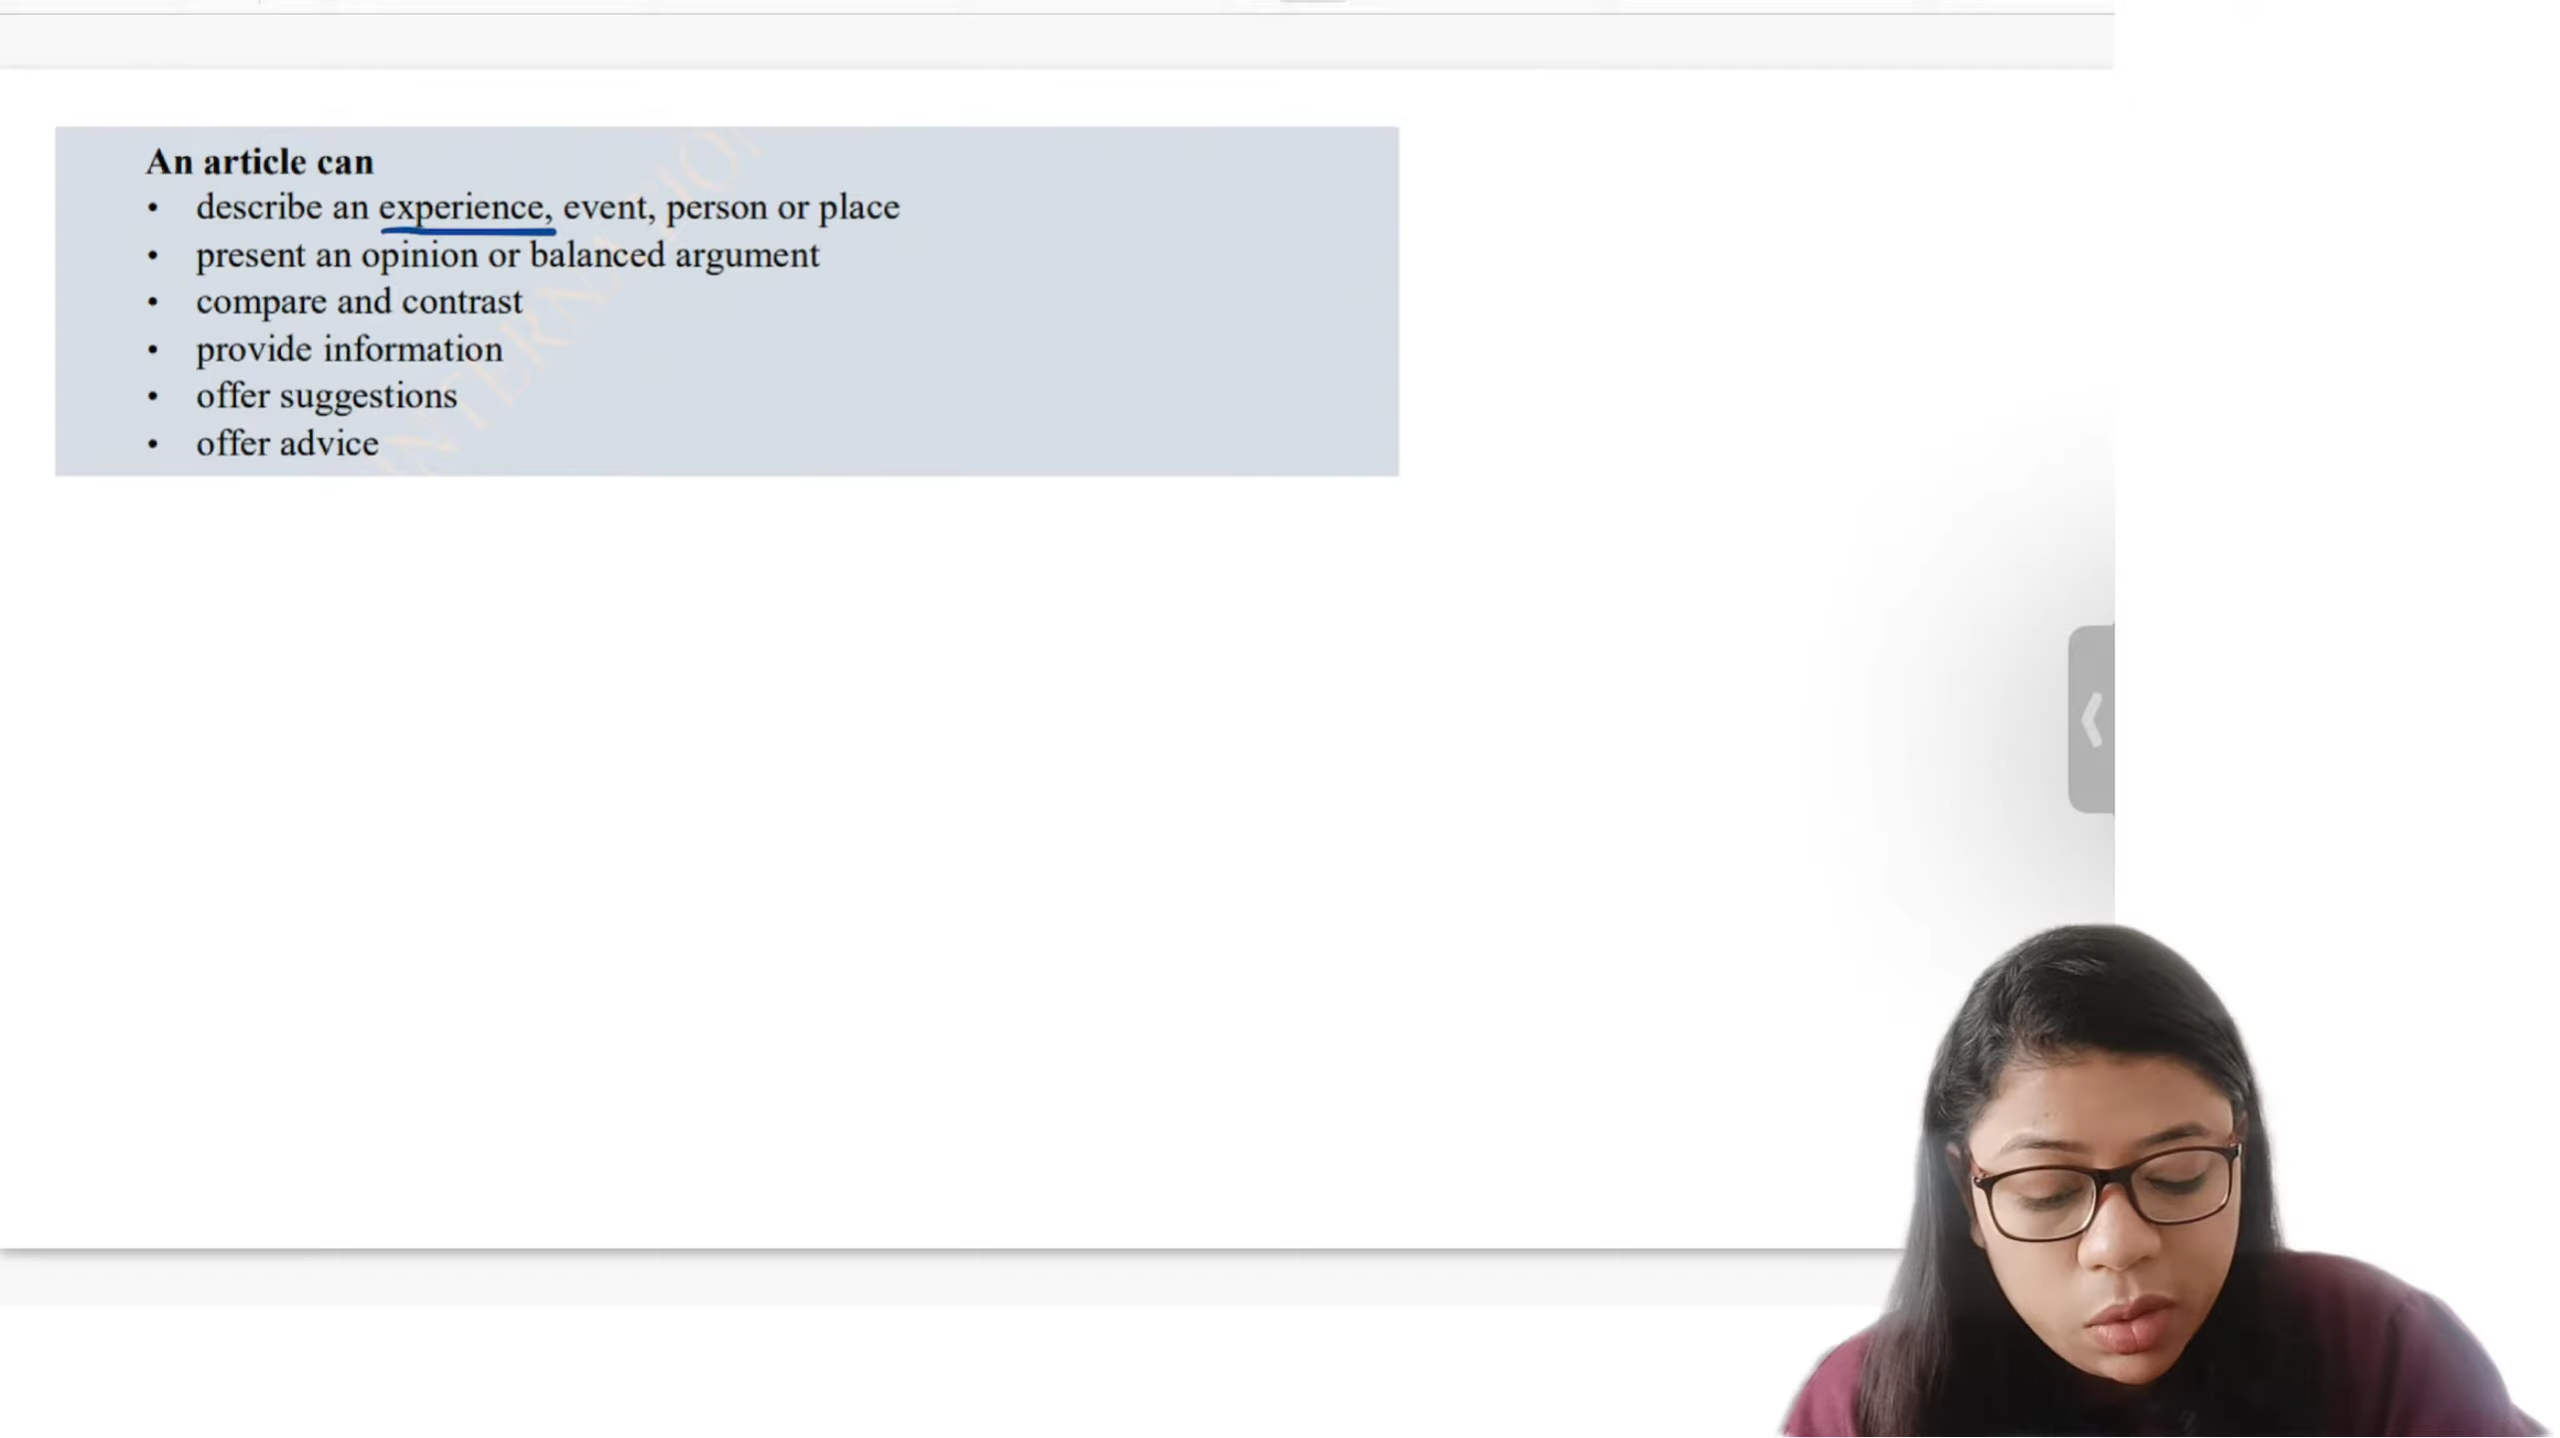 An article can
• describe an experience, event, person or place
• present an opinion or balanced argument
• compare and contrast
• provide information
• offer suggestions
• offer advice